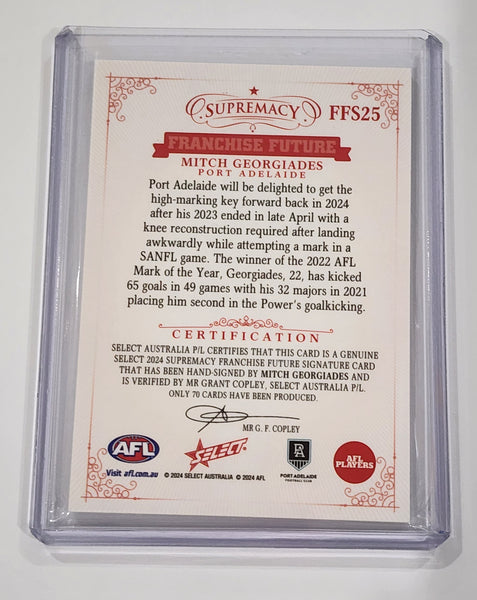 SUPREMACY
FFS25
FRANCHISE FUTURE
MITCH GEORGIADES
PORT ADELAIDE
Port Adelaide will be delighted to get the
high-marking key forward back in 2024
after his 2023 ended in late April with a
knee reconstruction required after landing
awkwardly while attempting a mark in a
SANFL game. The winner of the 2022 AFL
Mark of the Year, Georgiades, 22, has kicked
65 goals in 49 games with his 32 majors in 2021
placing him second in the Power's goalkicking.
CERTIFICATION
SELECT AUSTRALIA P/L CERTIFIES THAT THIS CARD IS A GENUINE
SELECT 2024 SUPREMACY FRANCHISE FUTURE SIGNATURE CARD
THAT HAS BEEN HAND-SIGNED BY MITCH GEORGIADES AND
IS VERIFIED BY MR GRANT COPLEY, SELECT AUSTRALIA P/L.
ONLY 70 CARDS HAVE BEEN PRODUCED.
MR G. F. COPLEY
AFL
Visit afl.com.au
SELECT
© 2024 SELECT AUSTRALIA © 2024 AFL
PA
PORT ADELAIDE
FOOTBALL CLUB
AFL
PLAYERS